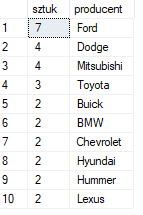 sztuk producent
1 7 Ford
2 4 Dodge
3 4 Mitsubishi
4 3 Toyota
5 2 Buick
6 2 BMW
7 2 Chevrolet
8 2 Hyundai
9 2 Hummer
10 2 Lexus